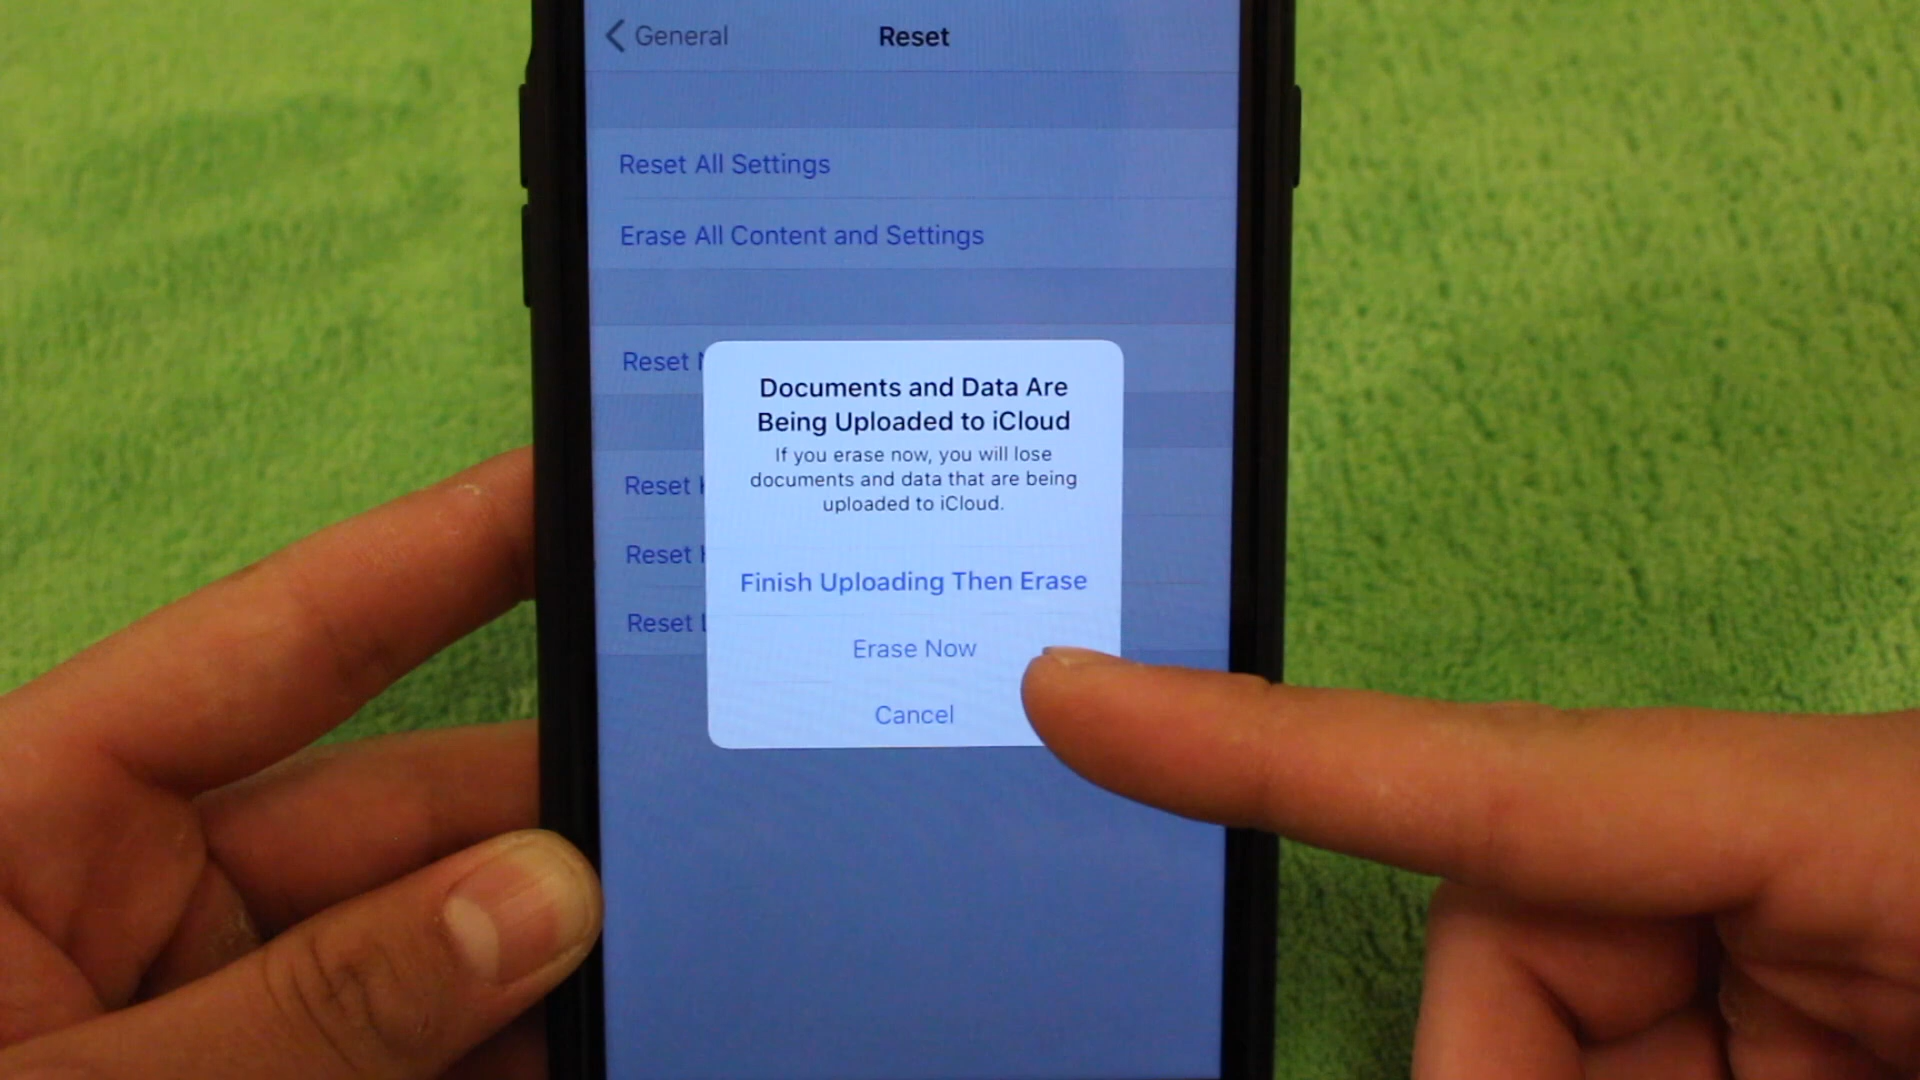 General
Reset
Reset All Settings
Erase All Content and Settings
Reset
Documents and Data Are
Being Uploaded to iCloud
If you erase now, you will lose
documents and data that are being
uploaded to iCloud.
Reset
Reset
Finish Uploading Then Erase
Reset
Erase Now
Cancel